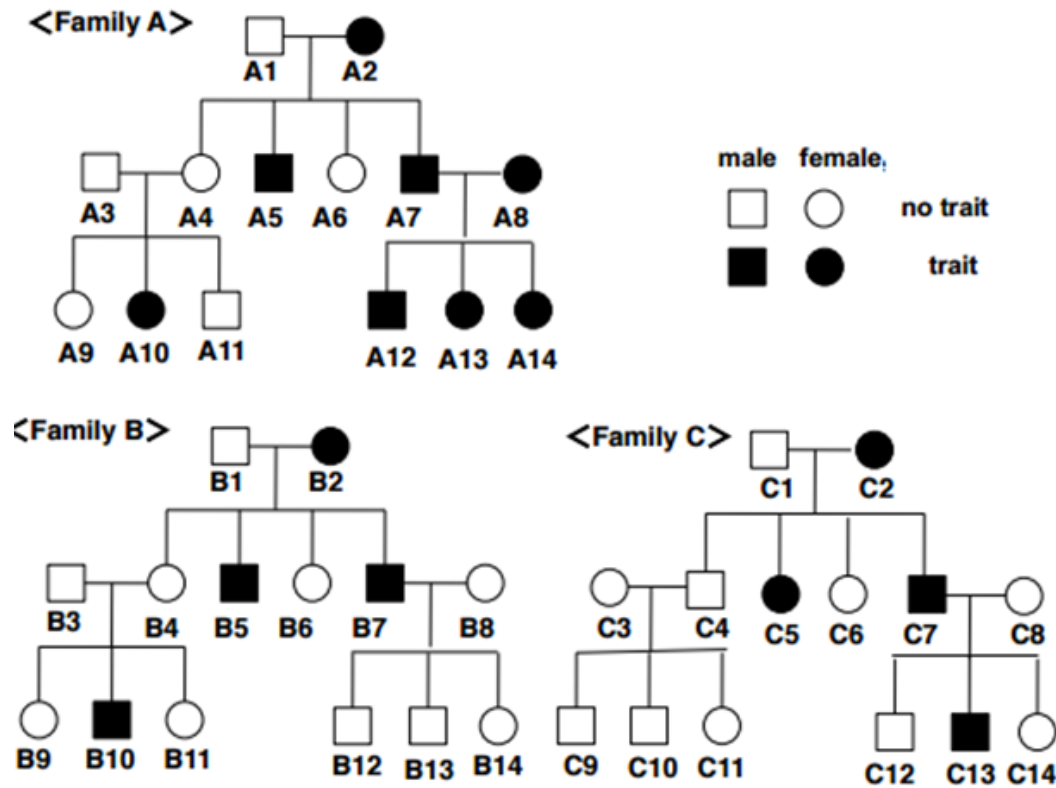 <Family A>
A1 A2
male female,
no trait
A3 A4 A5 A6 A7 A8
trait
A9 A10 A11 A12 A13 A14
<Family B>
B1 B2
B3 B4 B5 B6 B7 B8
B9 B10 B11 B12 B13 B14
<Family C>
C1 C2
C3 C4 C5 C6 C7 C8
C9 C10 C11 C12 C13 C14